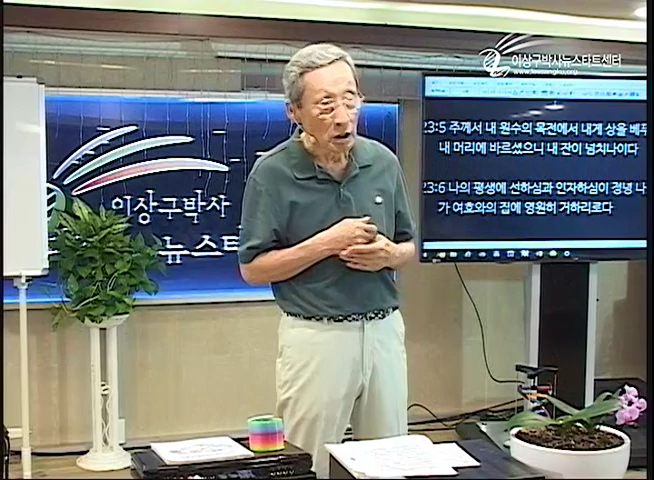 이상구박사뉴스타트센터
www.leesangku.org
23:5 주께서 내 원수의 목전에서 내게 상을 베푸
내 머리에 바르셨으니 내 잔이 넘치나이다
23:6 나의 평생에 선하심과 인자하심이 정녕 나
가 여호와의 집에 영원히 거하리로다
이상구박사
뉴스타